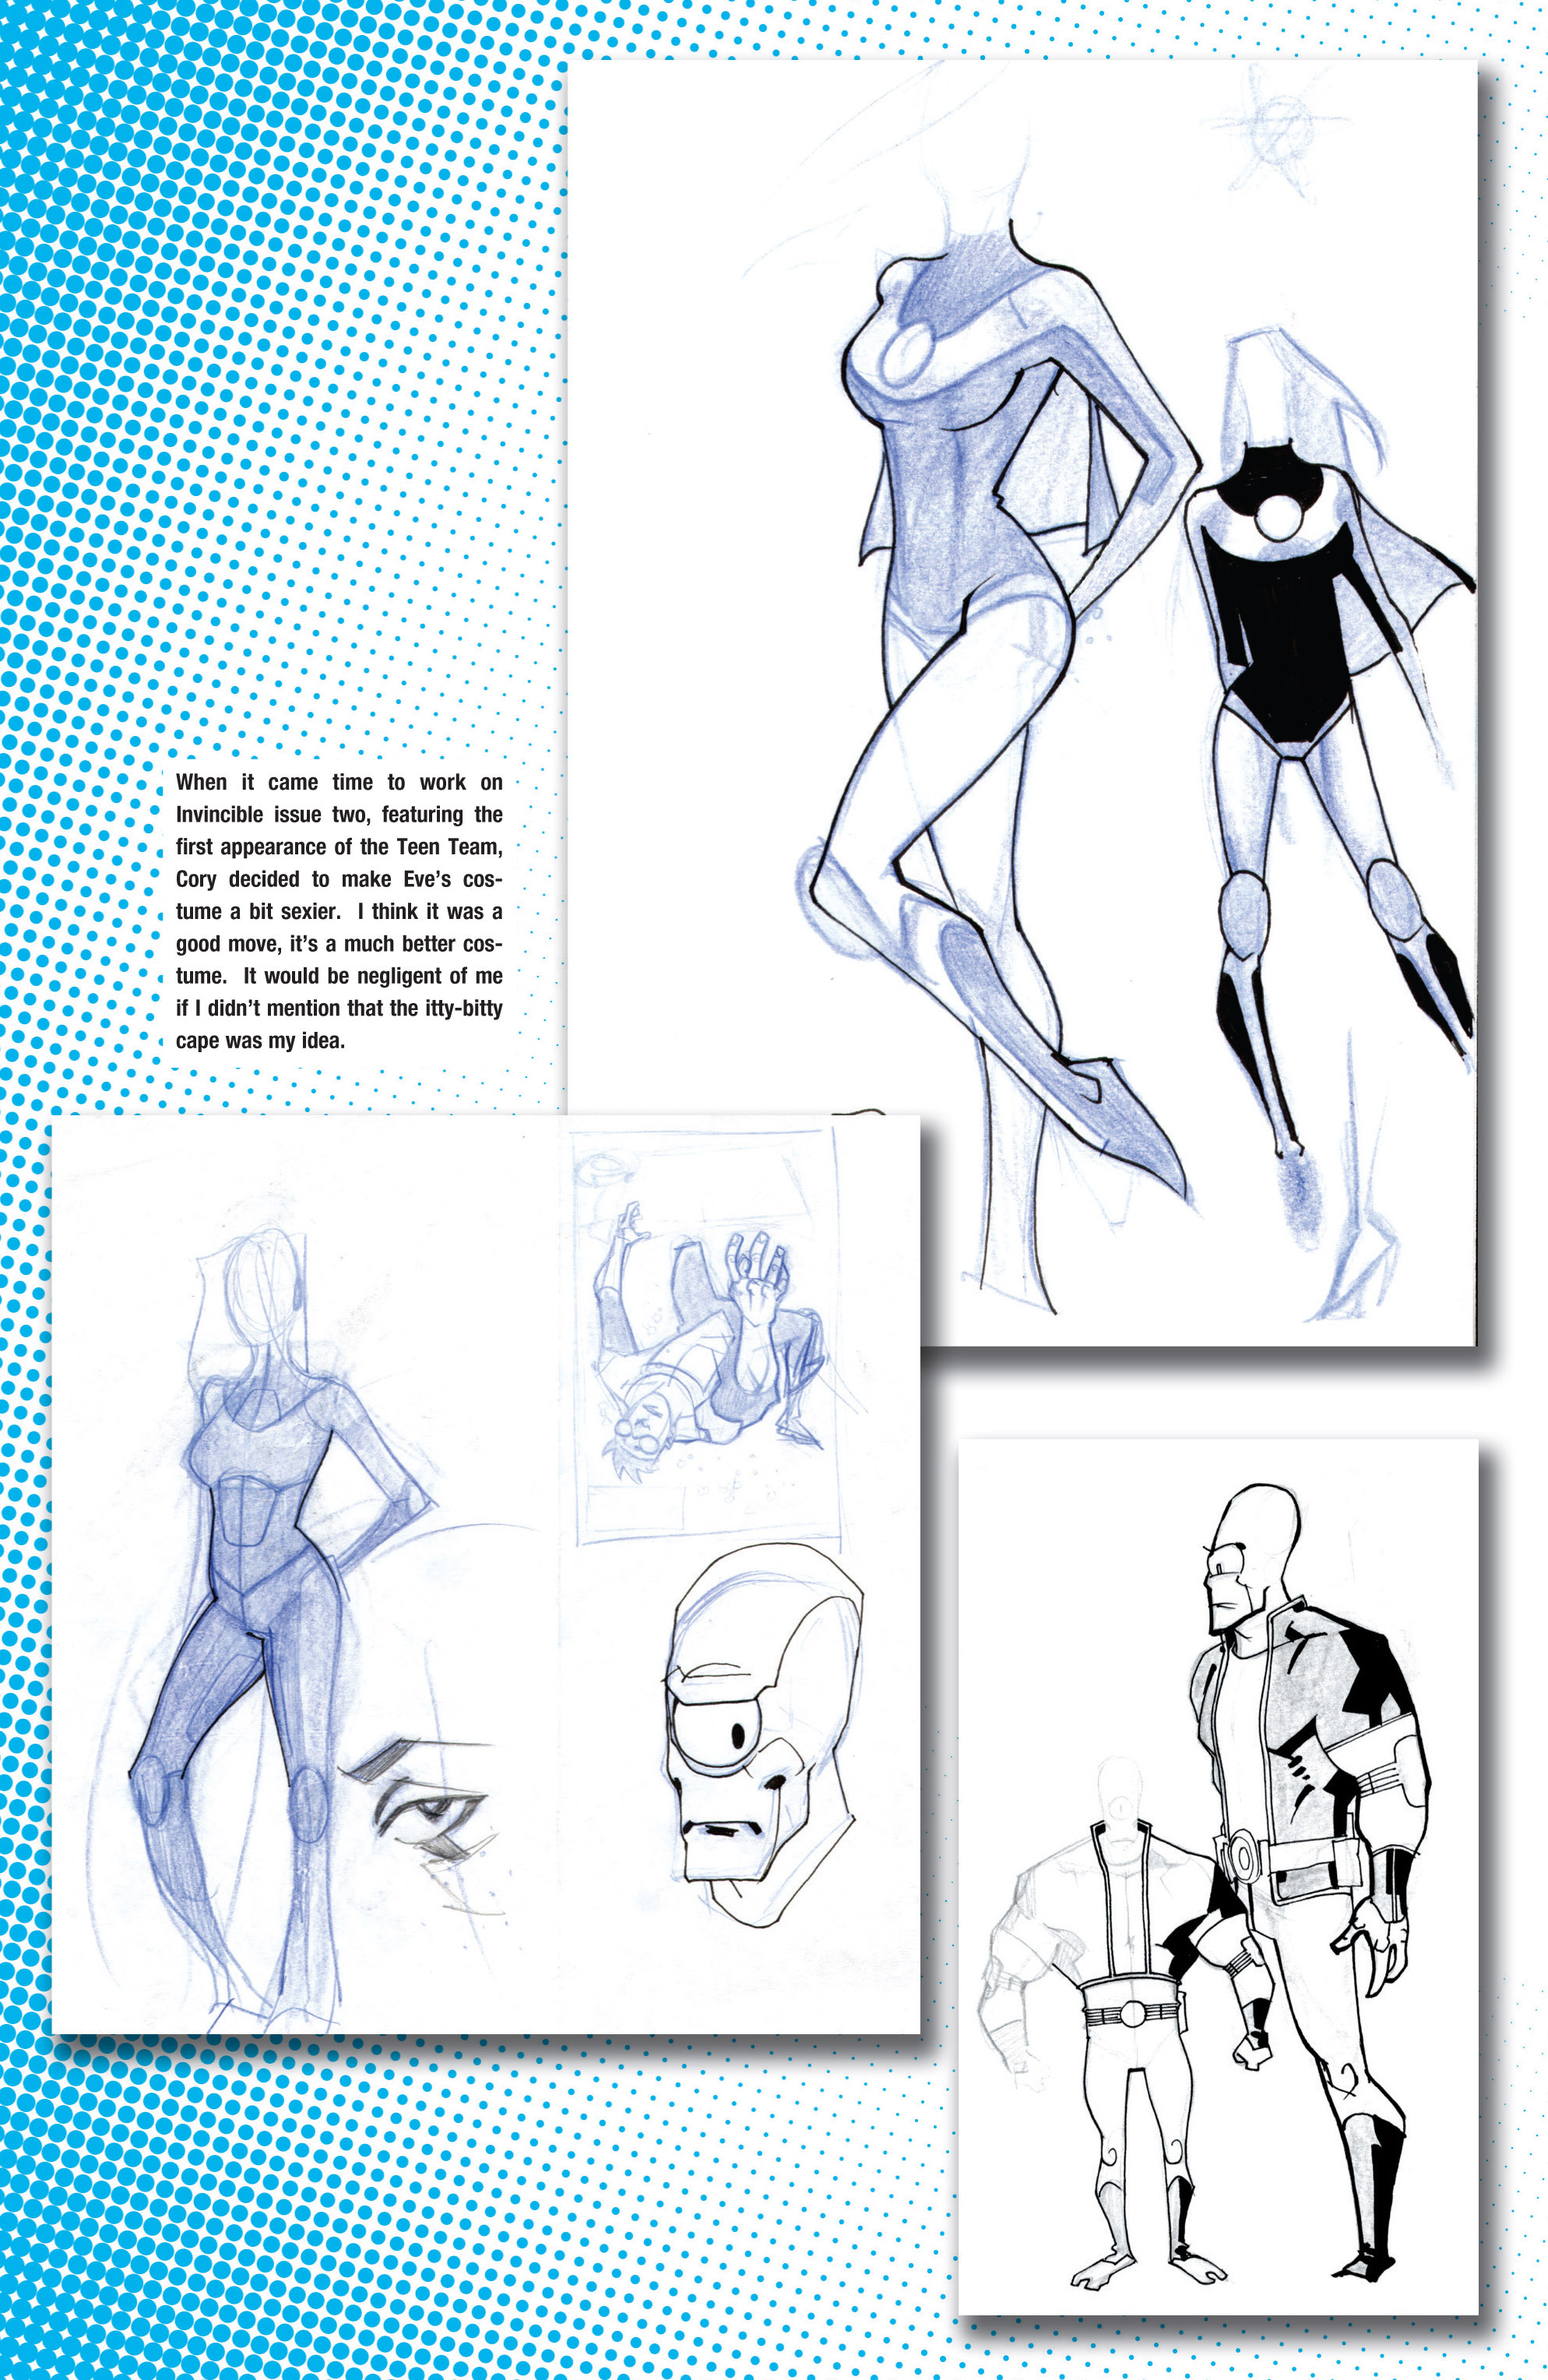 When it came time to work on
Invincible issue two, featuring the
first appearance of the Teen Team,
Cory decided to make Eve’s cos-
tume a bit sexier. I think it was a
good move, it’s a much better cos-
tume. It would be negligent of me
if I didn’t mention that the itty-bitty
cape was my idea.